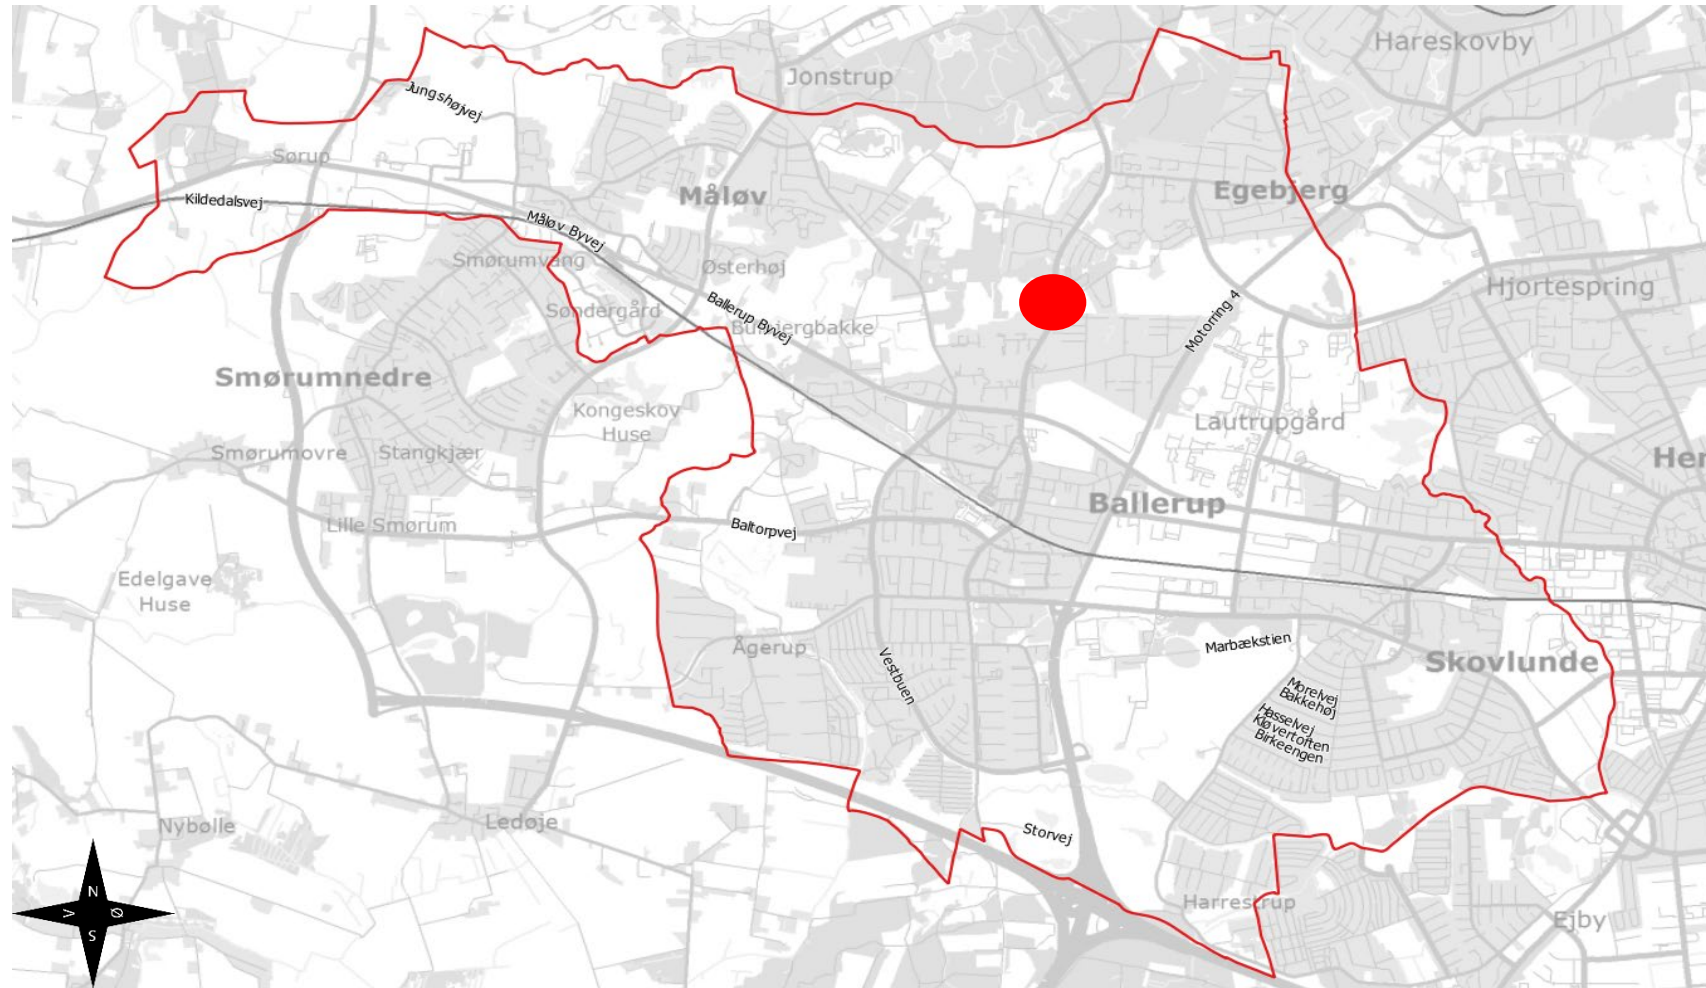 Hareskovby
Jonstrup
Jungshøjvej
Sørup
Måløv
Egebjerg
Kildedalsvej
Måløv Byvej
Smørumvang
Østerhøj
Hjortespring
Søndergård
Ballerup Byvej
Motorring 4
Smørumnedre
Kongeskov
Huse
Lautrupgård
Smørumovre
Stangkjær
Ballerup
Lille Smørum
Baltorpvej
Edelgave
Huse
Ågerup
Vestbuen
Marbækstien
Skovlunde
Morelvej
Bakkehøj
Hasselvej
Kløvertoften
Birkeengen
Nybølle
Ledøje
Storvej
Harrestrup
Ejby
N
V Ø
S